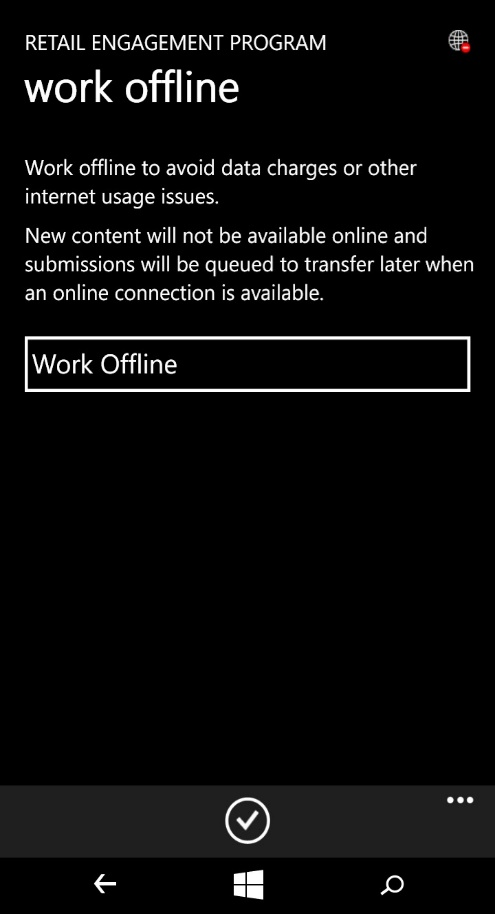 RETAIL ENGAGEMENT PROGRAM
work offline
Work offline to avoid data charges or other
internet usage issues.
New content will not be available online and
submissions will be queued to transfer later when
an online connection is available.
Work Offline